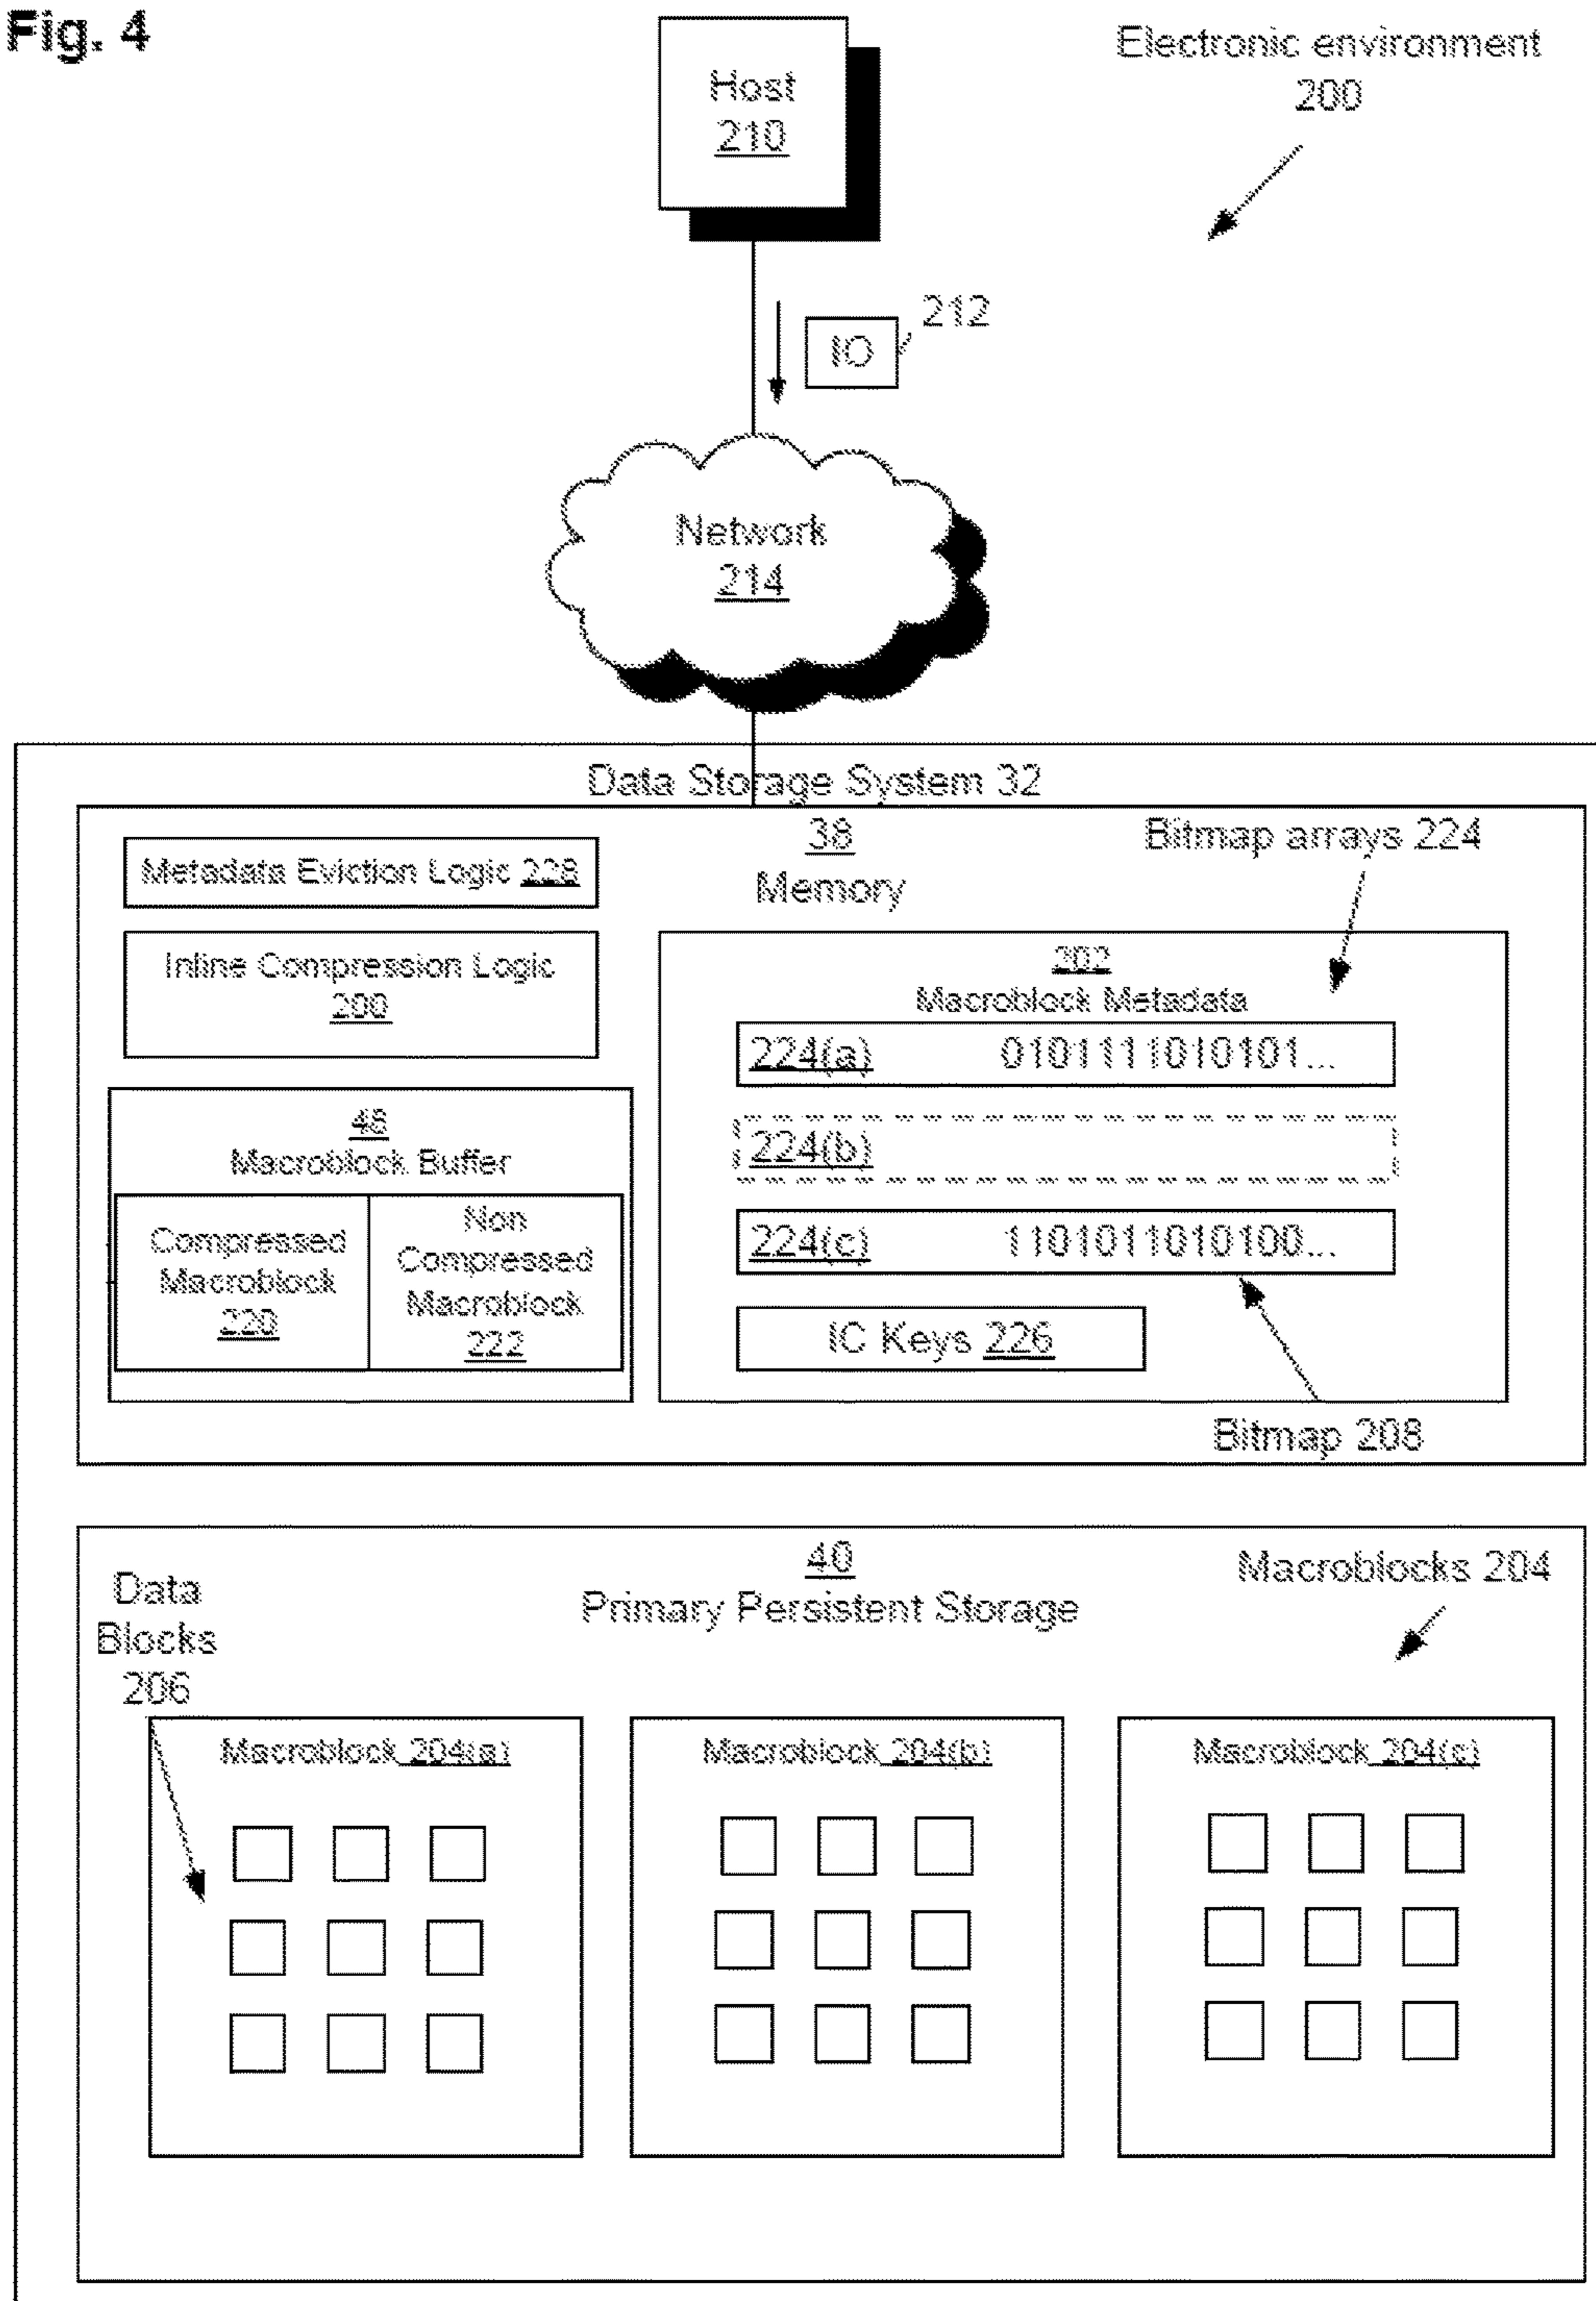 Fig. 4
Electronic environment
200
Host
210
212
IO
Network
214
Data Storage System 32
38
Memory
Bitmap arrays 224
Metadata Eviction Logic 228
Inline Compression Logic
200
202
Macroblock Metadata
224(a) 0101111010101...
224(b)
224(c) 1101011010100...
IC Keys 226
Bitmap 208
48
Macroblock Buffer
Compressed
Macroblock
220
Non
Compressed
Macroblock
222
40
Primary Persistent Storage
Macroblocks 204
Data
Blocks
206
Macroblock 204(a)
Macroblock 204(b)
Macroblock 204(c)